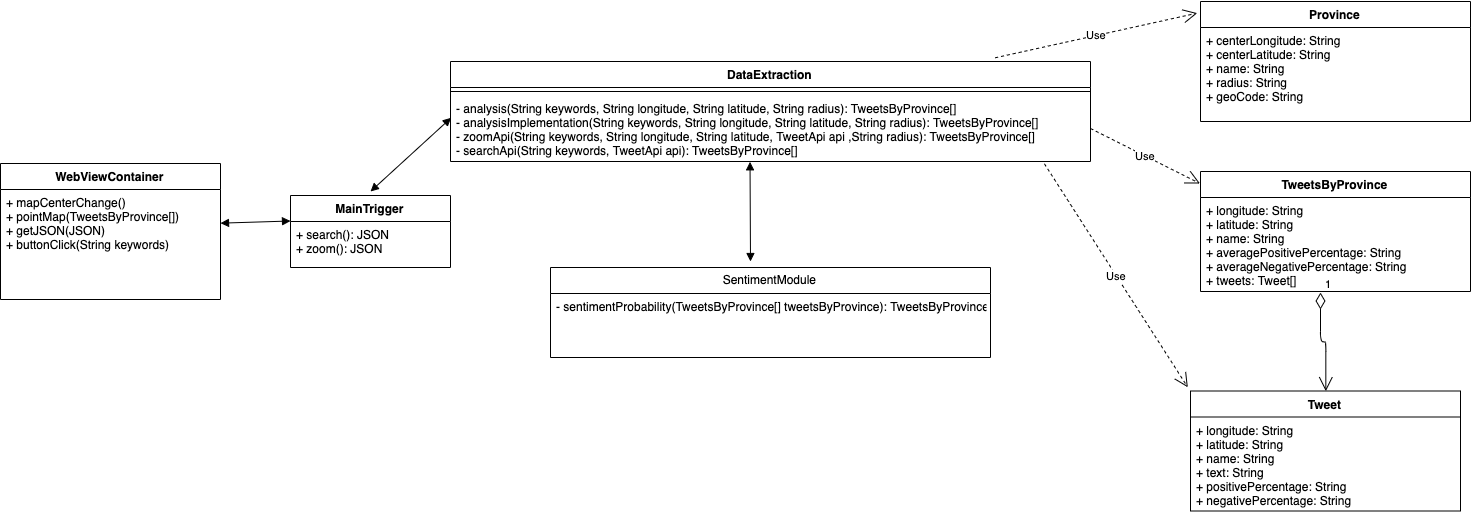 Province
+ centerLongitude: String
+ centerLatitude: String
+ name: String
+ radius: String
+ geoCode: String
Use
DataExtraction
- analysis(String keywords, String longitude, String latitude, String radius): TweetsByProvince[]
- analysisImplementation(String keywords, String longitude, String latitude, String radius): TweetsByProvince[]
- zoomApi(String keywords, String longitude, String latitude, TweetApi api ,String radius): TweetsByProvince[]
- searchApi(String keywords, TweetApi api): TweetsByProvince[]
Use
WebViewContainer
+ mapCenterChange()
+ pointMap(TweetsByProvince[])
+ getJSON(JSON)
+ buttonClick(String keywords)
MainTrigger
+ search(): JSON
+ zoom(): JSON
TweetsByProvince
+ longitude: String
+ latitude: String
+ name: String
+ averagePositivePercentage: String
+ averageNegativePercentage: String
+ tweets: Tweet[]
1
Use
SentimentModule
- sentimentProbability(TweetsByProvince[] tweetsByProvince): TweetsByProvince
Tweet
+ longitude: String
+ latitude: String
+ name: String
+ text: String
+ positivePercentage: String
+ negativePercentage: String